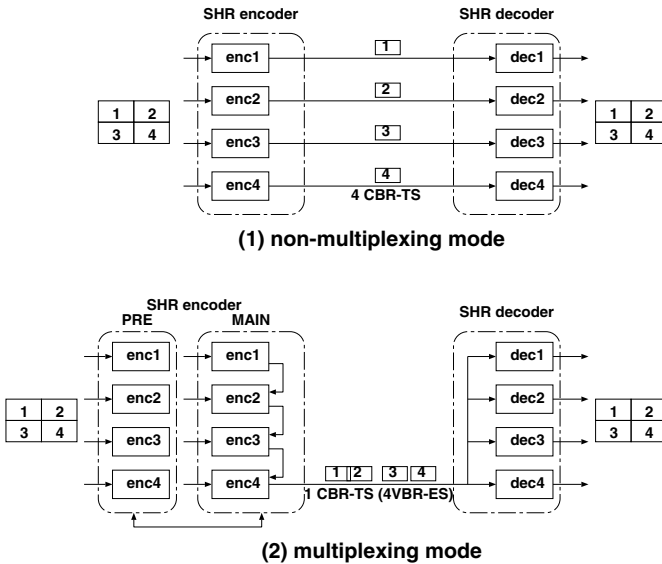 SHR encoder SHR decoder
1
enc1 dec1
2
enc2 dec2
1 2 1 2
3
3 4 enc3 dec3 3 4
4
enc4 dec4
4 CBR-TS
(1) non-multiplexing mode
SHR encoder SHR decoder
PRE MAIN
enc1 enc1 dec1
enc2 enc2 dec2
1 2 1 2
3 4 enc3 enc3 dec3 3 4
1 2 3 4
enc4 enc4 dec4
1 CBR-TS (4VBR-ES)
(2) multiplexing mode